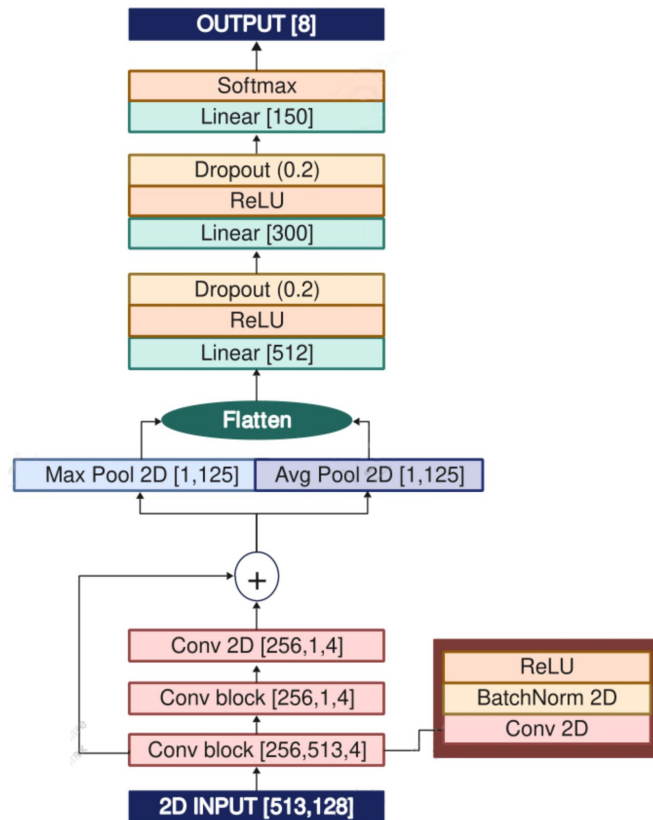 OUTPUT [8]
Softmax
Linear [150]
Dropout (0.2)
ReLU
Linear [300]
Dropout (0.2)
ReLU
Linear [512]
Flatten
Max Pool 2D [1,125]
Avg Pool 2D [1,125]
+
Conv 2D [256,1,4]
Conv block [256,1,4]
Conv block [256,513,4]
ReLU
BatchNorm 2D
Conv 2D
2D INPUT [513,128]